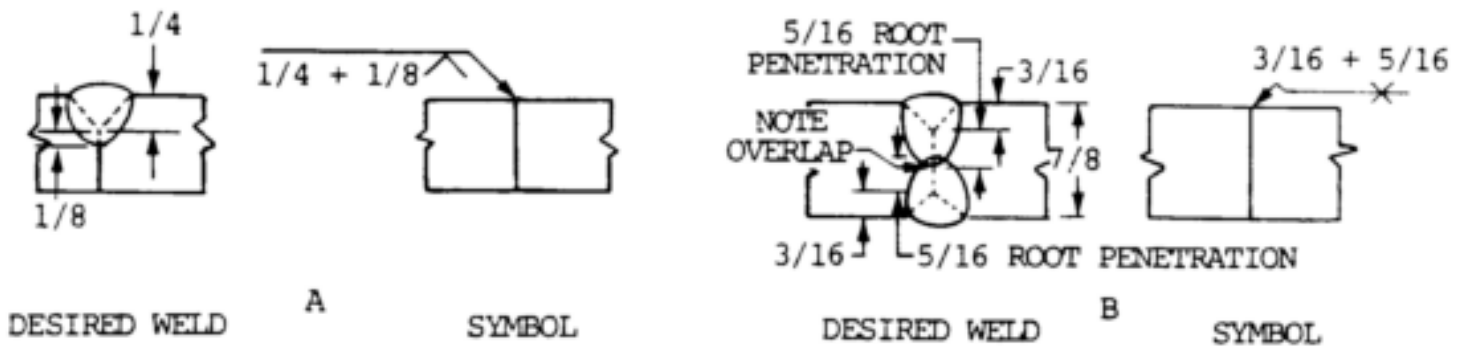 1/4
1/4 + 1/8
1/8
DESIRED WELD
A
SYMBOL
5/16 ROOT
PENETRATION
3/16
3/16 + 5/16
NOTE
OVERLAP
7/8
3/16
5/16 ROOT PENETRATION
DESIRED WELD
B
SYMBOL